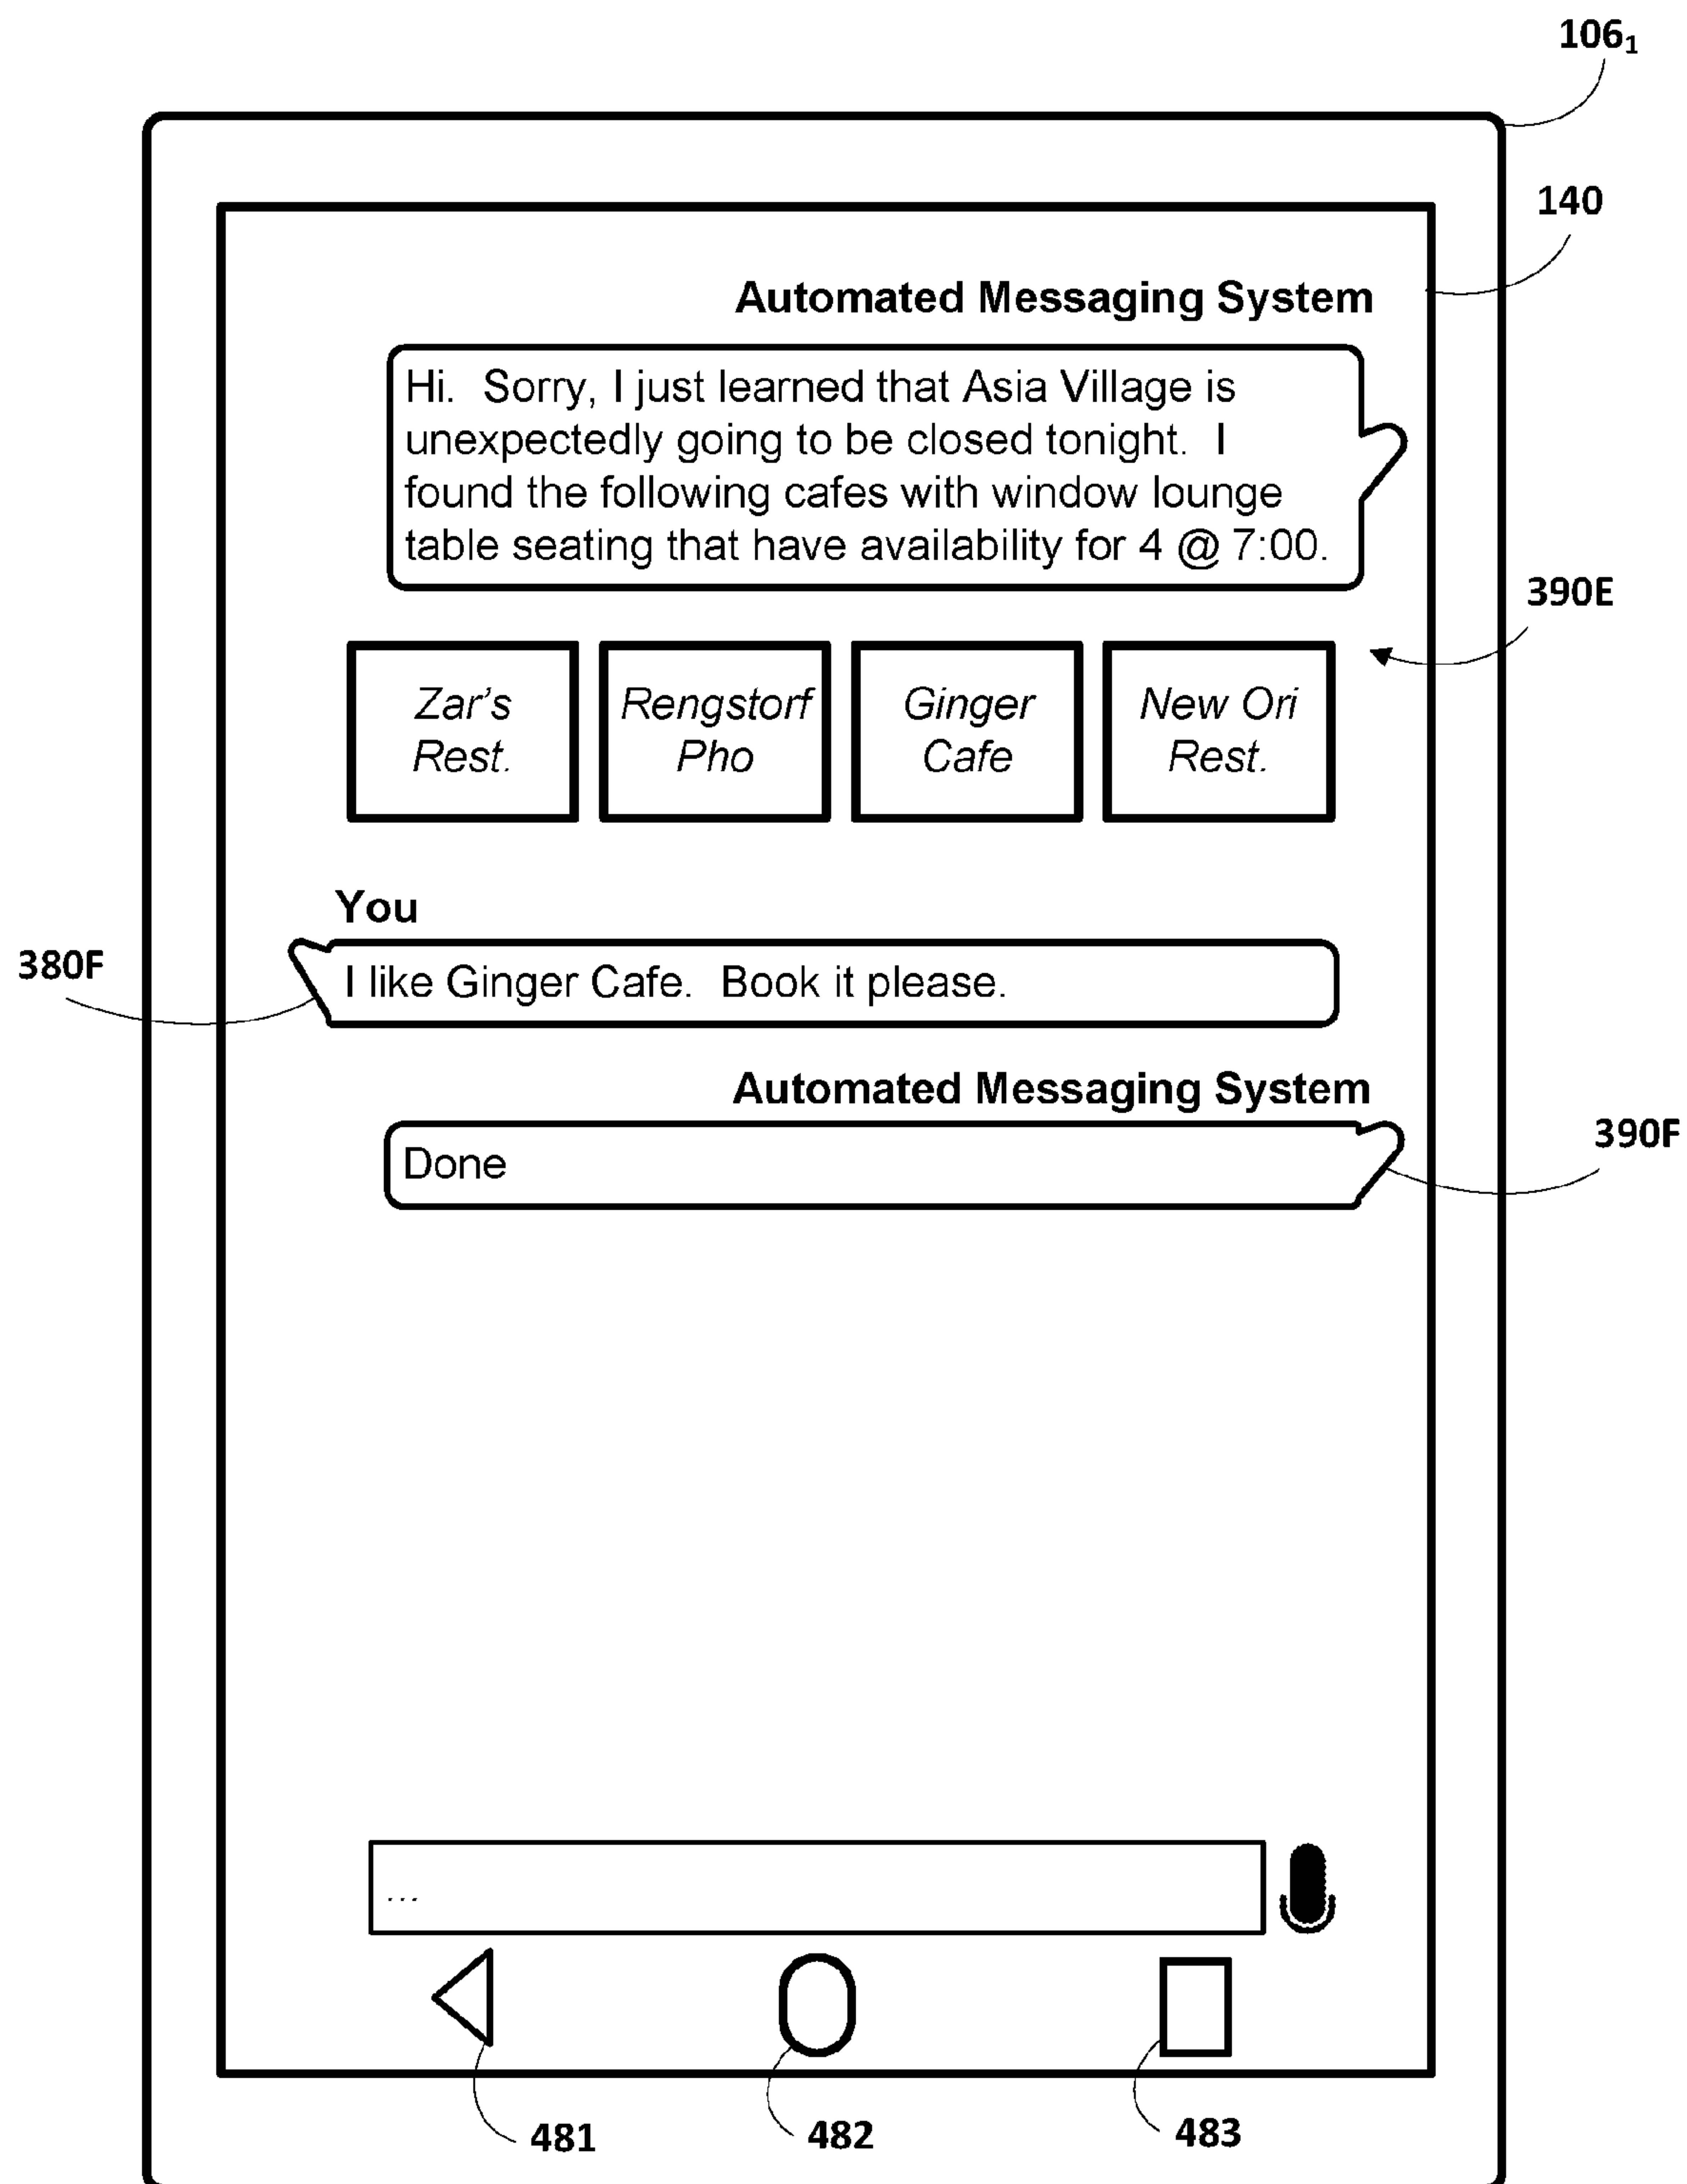 106₁
140
Automated Messaging System
Hi.  Sorry, I just learned that Asia Village is
unexpectedly going to be closed tonight.  I
found the following cafes with window lounge
table seating that have availability for 4 @ 7:00.
390E
Zar's
Rest.
Rengstorf
Pho
Ginger
Cafe
New Ori
Rest.
You
380F
I like Ginger Cafe.  Book it please.
Automated Messaging System
390F
Done
...
481
482
483